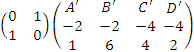 A' B' C' D'
(0 1) (-2 -2 -4 -4)
(1 0) (1 6 4 2)